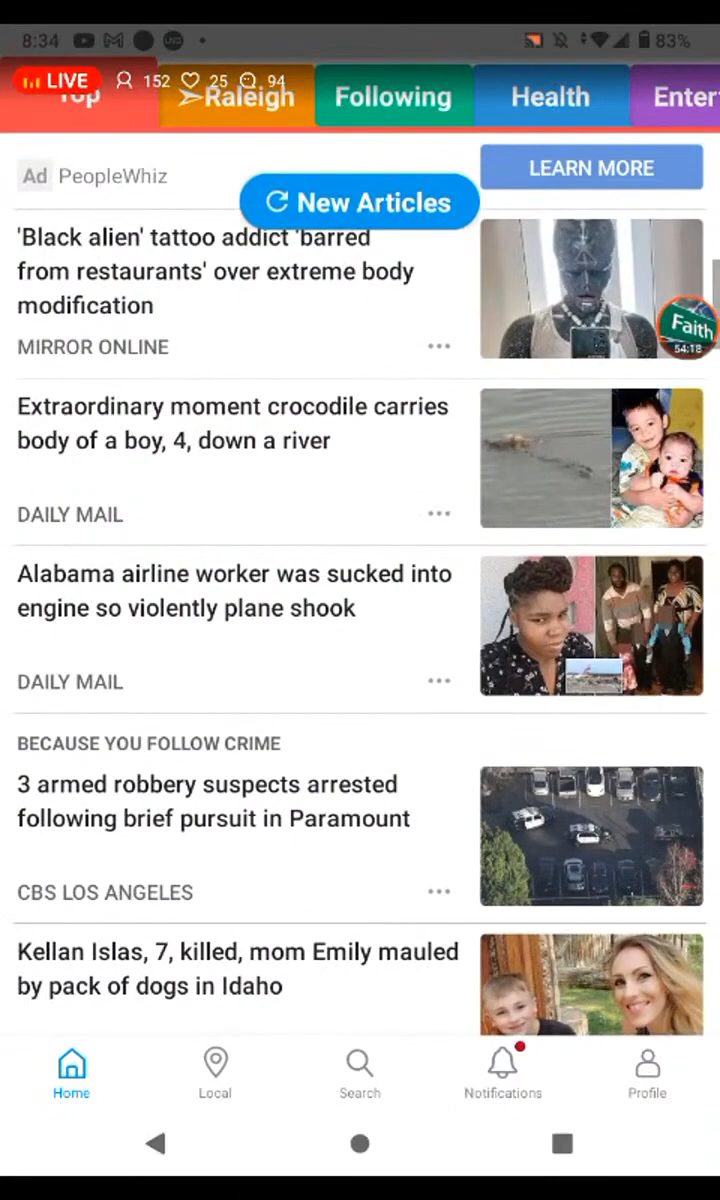 8:34
83%
LIVE 152 25 94
Top
Raleigh
Following
Health
Enter
Ad PeopleWhiz
LEARN MORE
New Articles
'Black alien' tattoo addict 'barred
from restaurants' over extreme body
modification
MIRROR ONLINE
Faith
54:18
Extraordinary moment crocodile carries
body of a boy, 4, down a river
DAILY MAIL
Alabama airline worker was sucked into
engine so violently plane shook
DAILY MAIL
BECAUSE YOU FOLLOW CRIME
3 armed robbery suspects arrested
following brief pursuit in Paramount
CBS LOS ANGELES
Kellan Islas, 7, killed, mom Emily mauled
by pack of dogs in Idaho
Home
Local
Search
Notifications
Profile